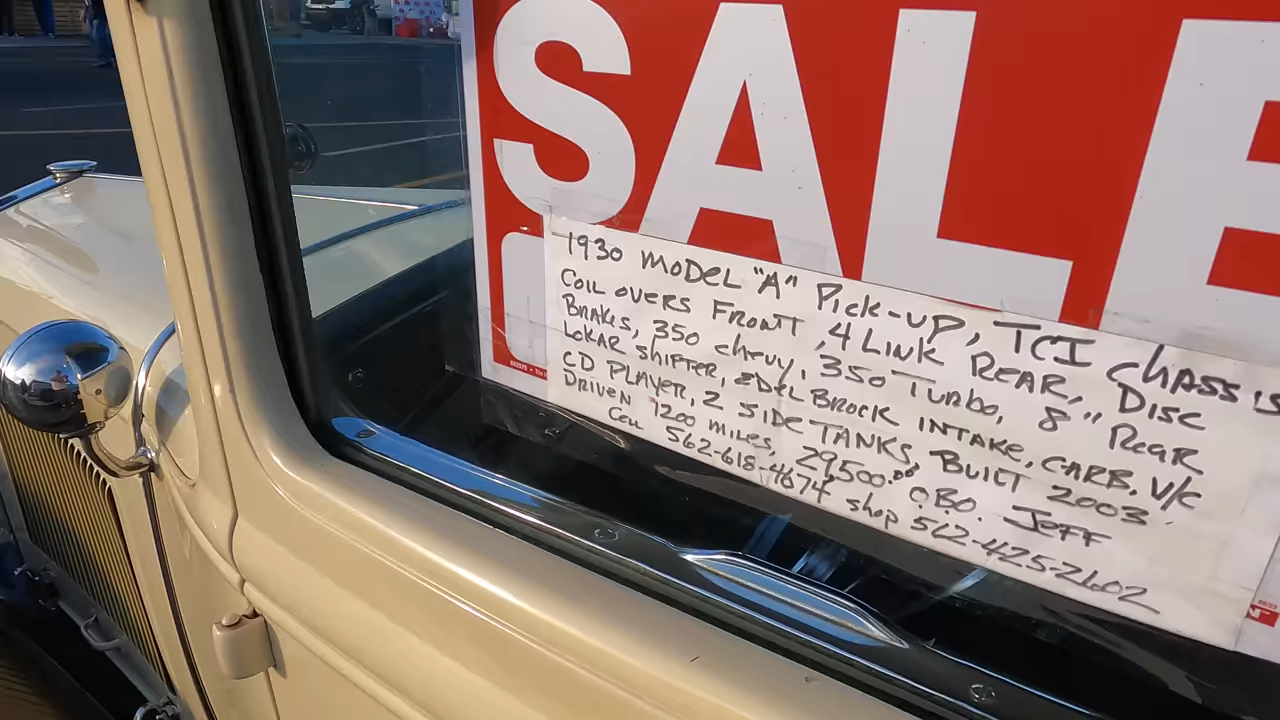 SALE
1930 MODEL "A" Pick-UP, TCI CHASSIS
COIL OVERS FRONT, 4 LINK REAR, DISC
BRAKES, 350 chevy, 350 TURBO, 8" REAR
LOKAR SHIFTER, EDELBROCK INTAKE, CARB. V/C
CD PLAYER, 2 SIDE TANKS BUILT 2003.
DRIVEN 7200 MILES, 29,500.00 O.B.O. JEFF
Cell 562-618-4674 shop 562-425-2602